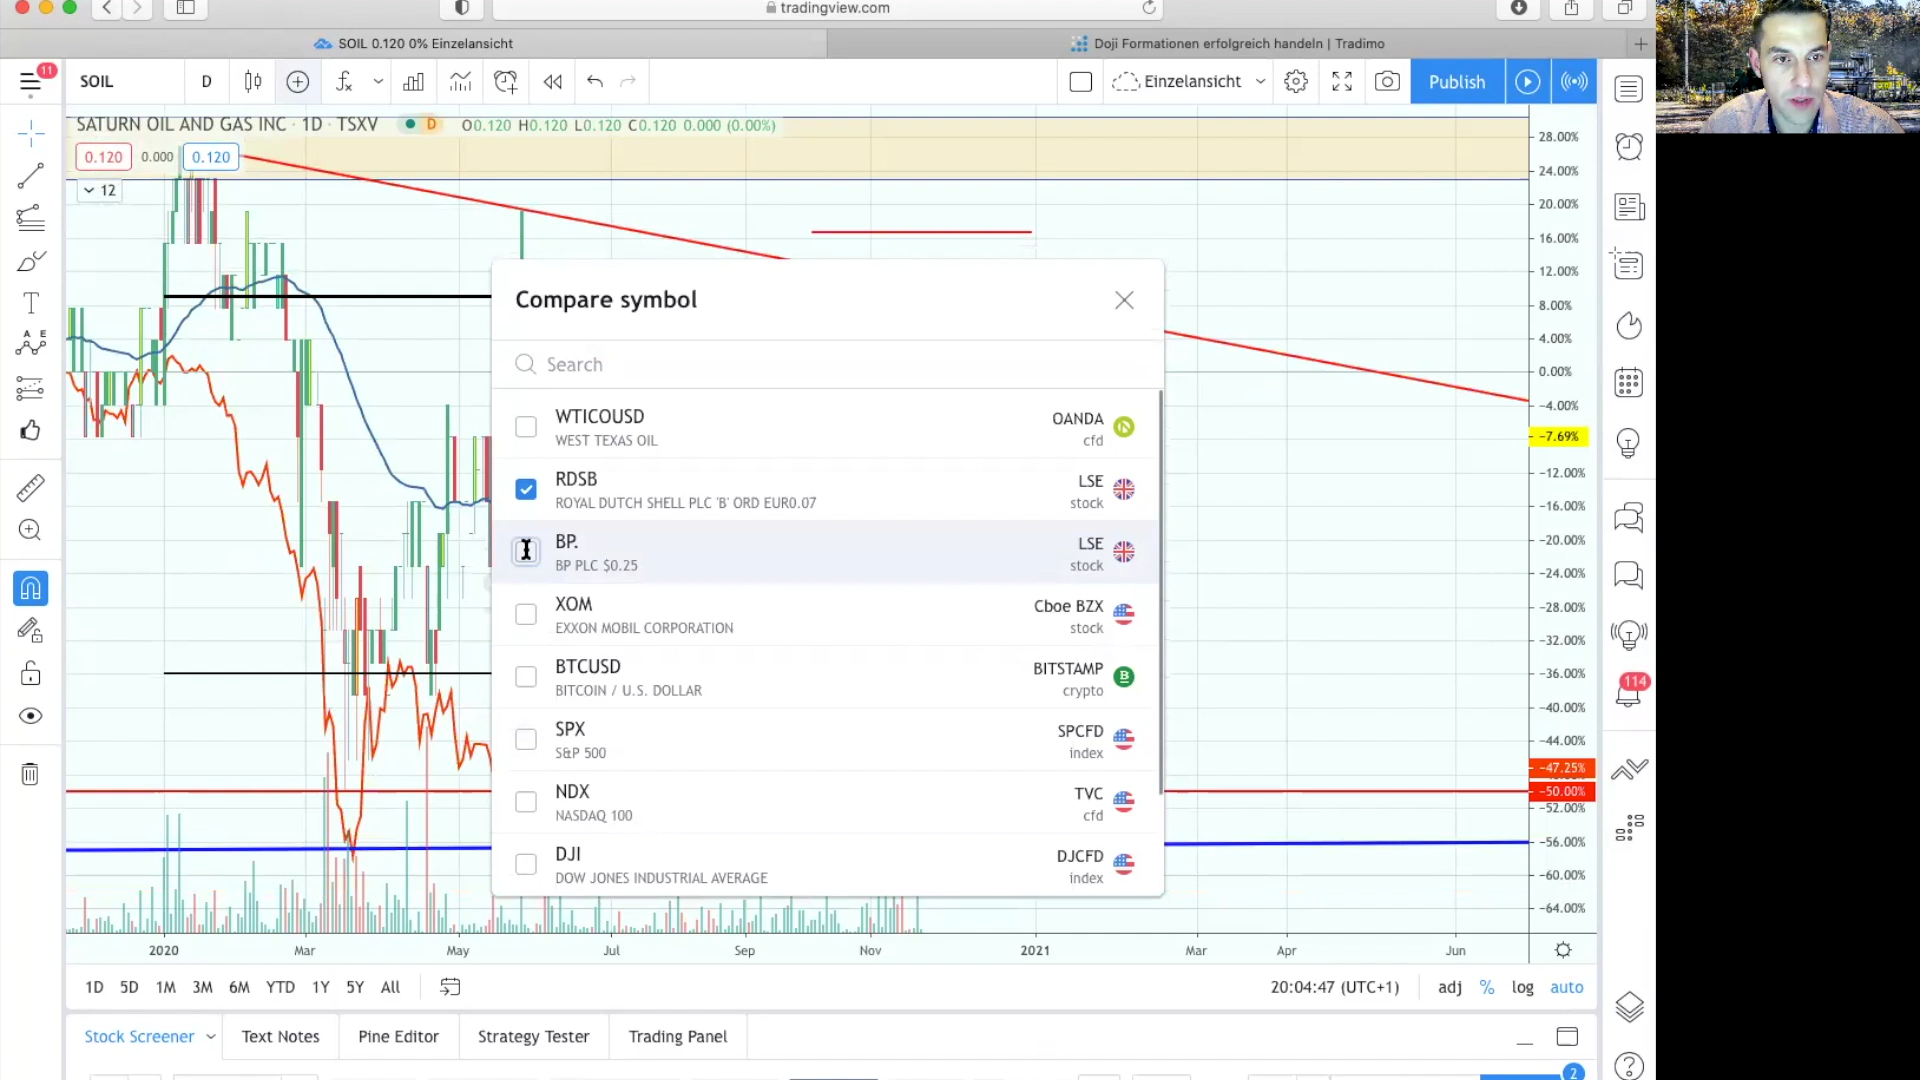 tradingview.com
SOIL 0.120 0% Einzelansicht
Doji Formationen erfolgreich handeln | Tradimo
11
SOIL
D
Einzelansicht
Publish
SATURN OIL AND GAS INC · 1D · TSXV
D
O0.120 H0.120 L0.120 C0.120 0.000 (0.00%)
0.120
0.000
0.120
12
28.00%
24.00%
20.00%
16.00%
12.00%
8.00%
4.00%
0.00%
−4.00%
−7.69%
−12.00%
−16.00%
−20.00%
−24.00%
−28.00%
−32.00%
−36.00%
−40.00%
−44.00%
−47.25%
−50.00%
−52.00%
−56.00%
−60.00%
−64.00%
Compare symbol
Search
WTICOUSD
WEST TEXAS OIL
OANDA
cfd
RDSB
ROYAL DUTCH SHELL PLC 'B' ORD EUR0.07
LSE
stock
BP.
BP PLC $0.25
LSE
stock
XOM
EXXON MOBIL CORPORATION
Cboe BZX
stock
BTCUSD
BITCOIN / U.S. DOLLAR
BITSTAMP
crypto
SPX
S&P 500
SPCFD
index
NDX
NASDAQ 100
TVC
cfd
DJI
DOW JONES INDUSTRIAL AVERAGE
DJCFD
index
114
2020
Mar
May
Jul
Sep
Nov
2021
Mar
Apr
Jun
1D 5D 1M 3M 6M YTD 1Y 5Y All
20:04:47 (UTC+1)
adj % log auto
Stock Screener
Text Notes
Pine Editor
Strategy Tester
Trading Panel
2